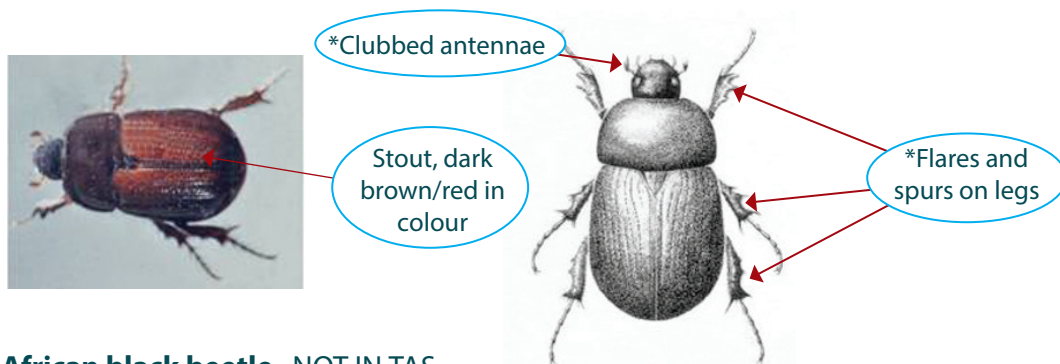 *Clubbed antennae
Stout, dark
brown/red in
colour
*Flares and
spurs on legs
African black beetle NOT IN TAS